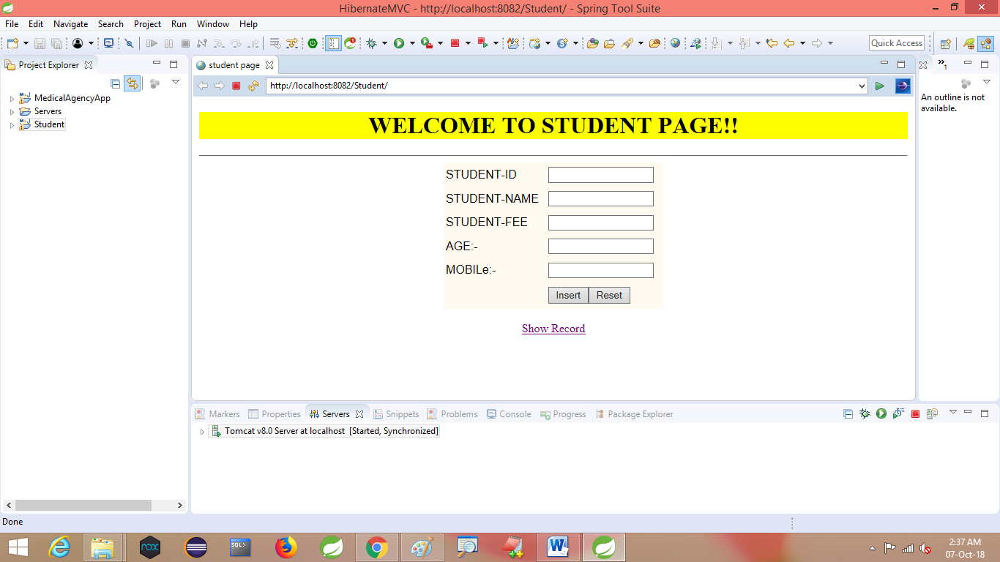 HibernateMVC - http://localhost:8082/Student/ - Spring Tool Suite
File Edit Navigate Search Project Run Window Help
Quick Access
Project Explorer
student page
1
http://localhost:8082/Student/
An outline is not
available.
MedicalAgencyApp
Servers
Student
WELCOME TO STUDENT PAGE!!
STUDENT-ID
STUDENT-NAME
STUDENT-FEE
AGE:-
MOBILe:-
Insert Reset
Show Record
Markers Properties Servers Snippets Problems Console Progress Package Explorer
Tomcat v8.0 Server at localhost [Started, Synchronized]
Done
nox
SQL>
2:37 AM
07-Oct-18